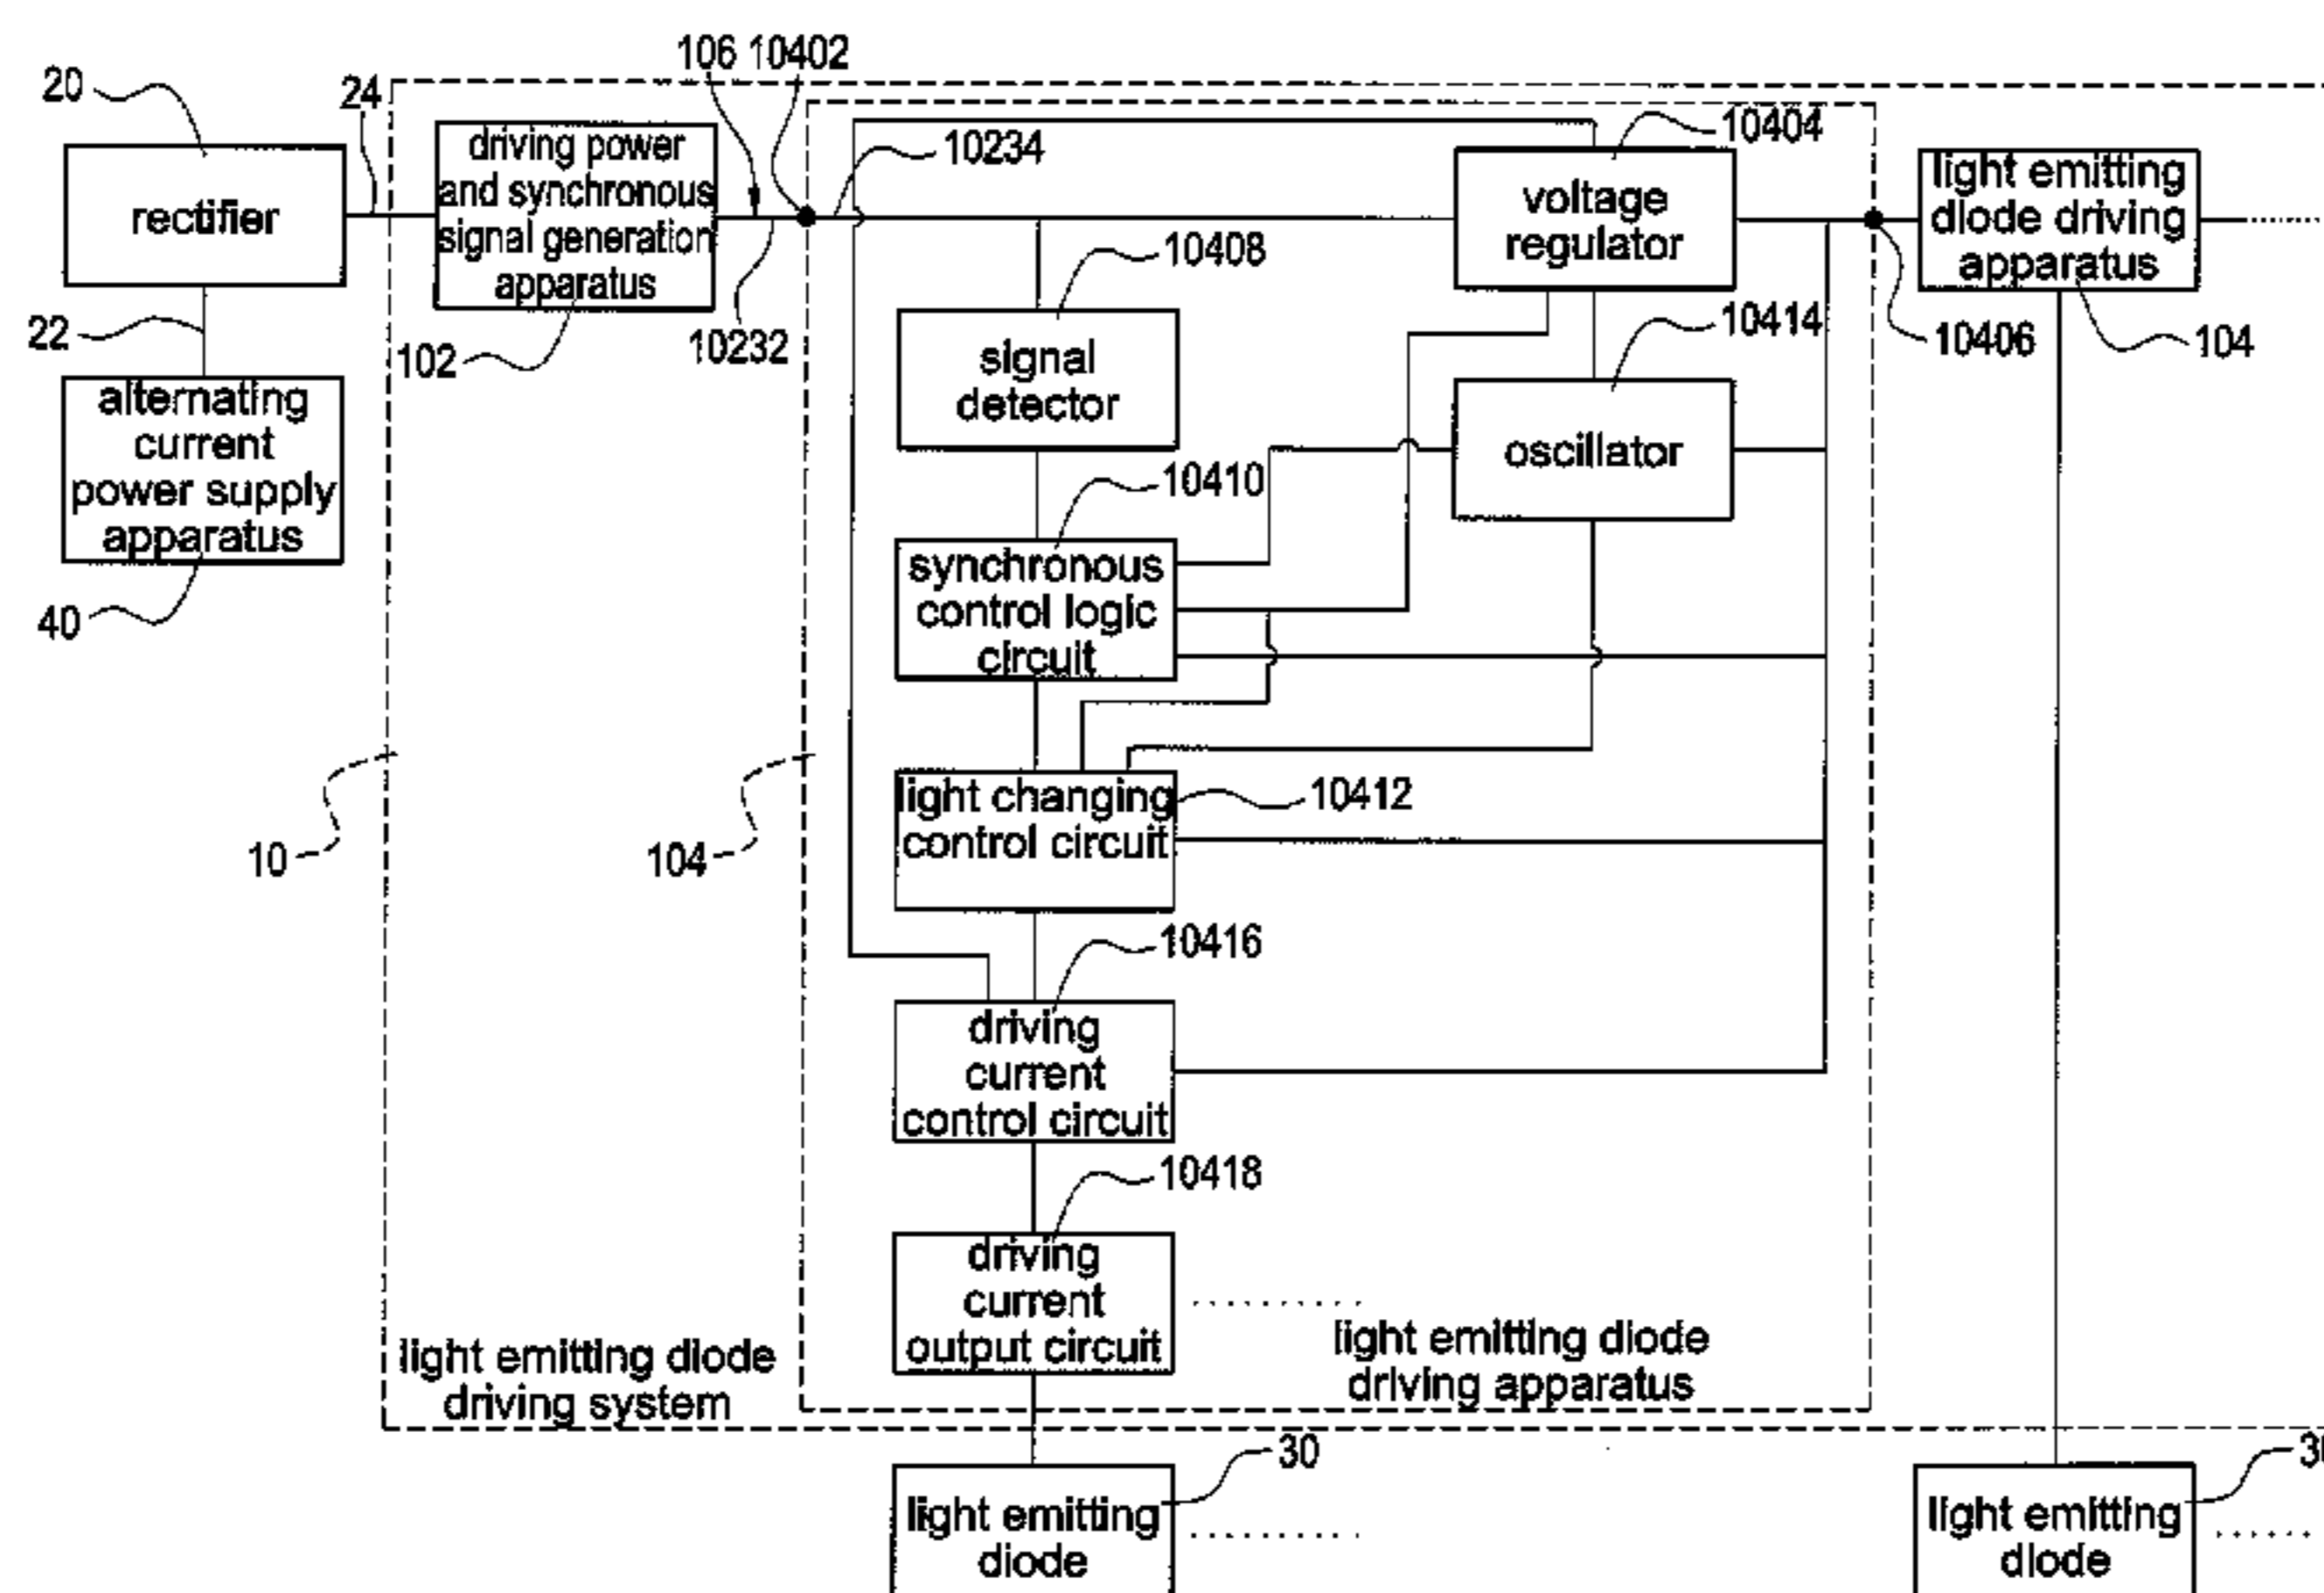 106 10402
20
24
10404
driving power
and synchronous
signal generation
apparatus
10234
rectifier
voltage
regulator
light emitting
diode driving
apparatus
10408
22
102
10232
10414
10406
104
signal
detector
alternating
current
power supply
apparatus
oscillator
10410
40
synchronous
control logic
circuit
light changing
control circuit
10412
10
104
10416
driving
current
control circuit
10418
driving
current
output circuit
light emitting diode
driving system
light emitting diode
driving apparatus
30
light emitting
diode
light emitting
diode